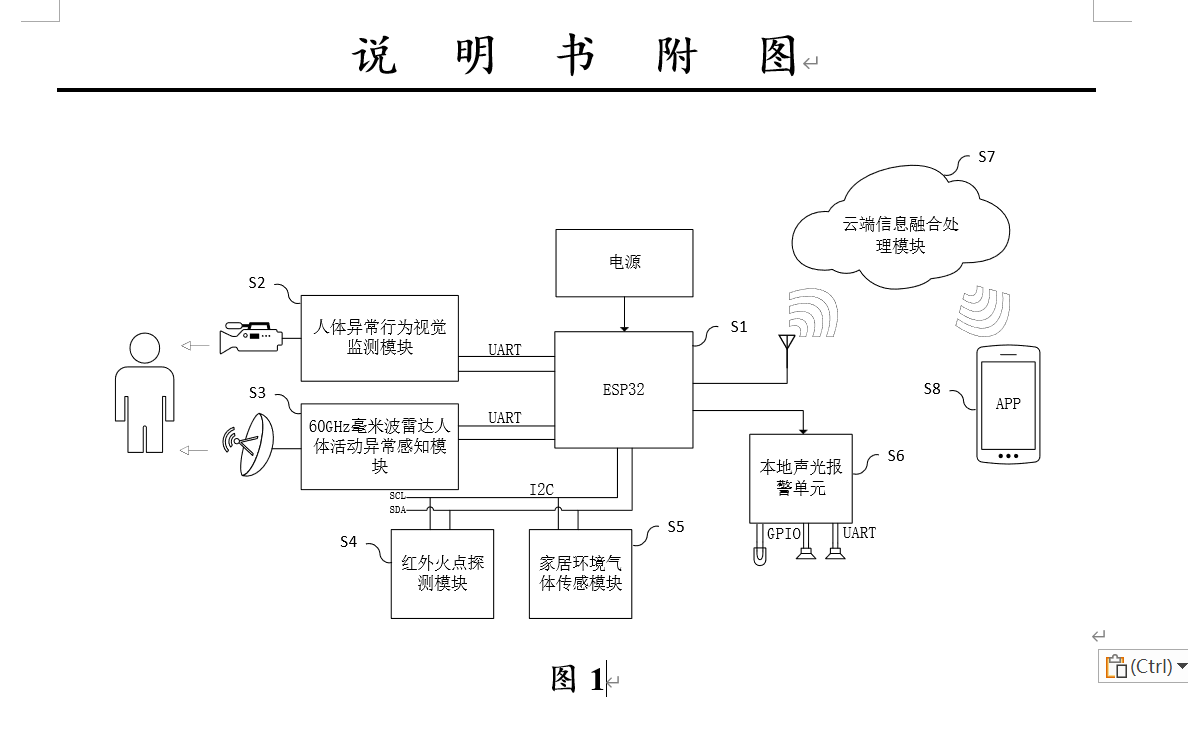 说 明 书 附 图
S7
云端信息融合处
理模块
电源
S2
人体异常行为视觉
监测模块
UART
S1
ESP32
S3
60GHz毫米波雷达人
体活动异常感知模
块
UART
S8
APP
S6
本地声光报
警单元
GPIO
UART
SCL
I2C
SDA
S4
红外火点探
测模块
S5
家居环境气
体传感模块
图 1
(Ctrl)